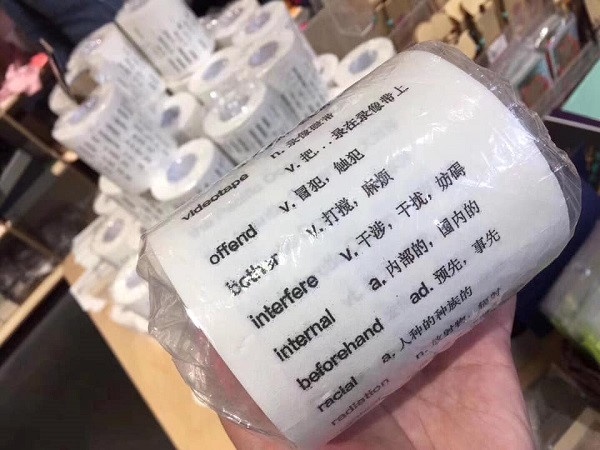 videotape n. 录像磁带
v. 把...录在录像带上
offend v. 冒犯，触犯
bother v. 打搅，麻烦
interfere v. 干涉，干扰，妨碍
internal a. 内部的，国内的
beforehand ad. 预先，事先
racial a. 人种的种族的
radiation n.